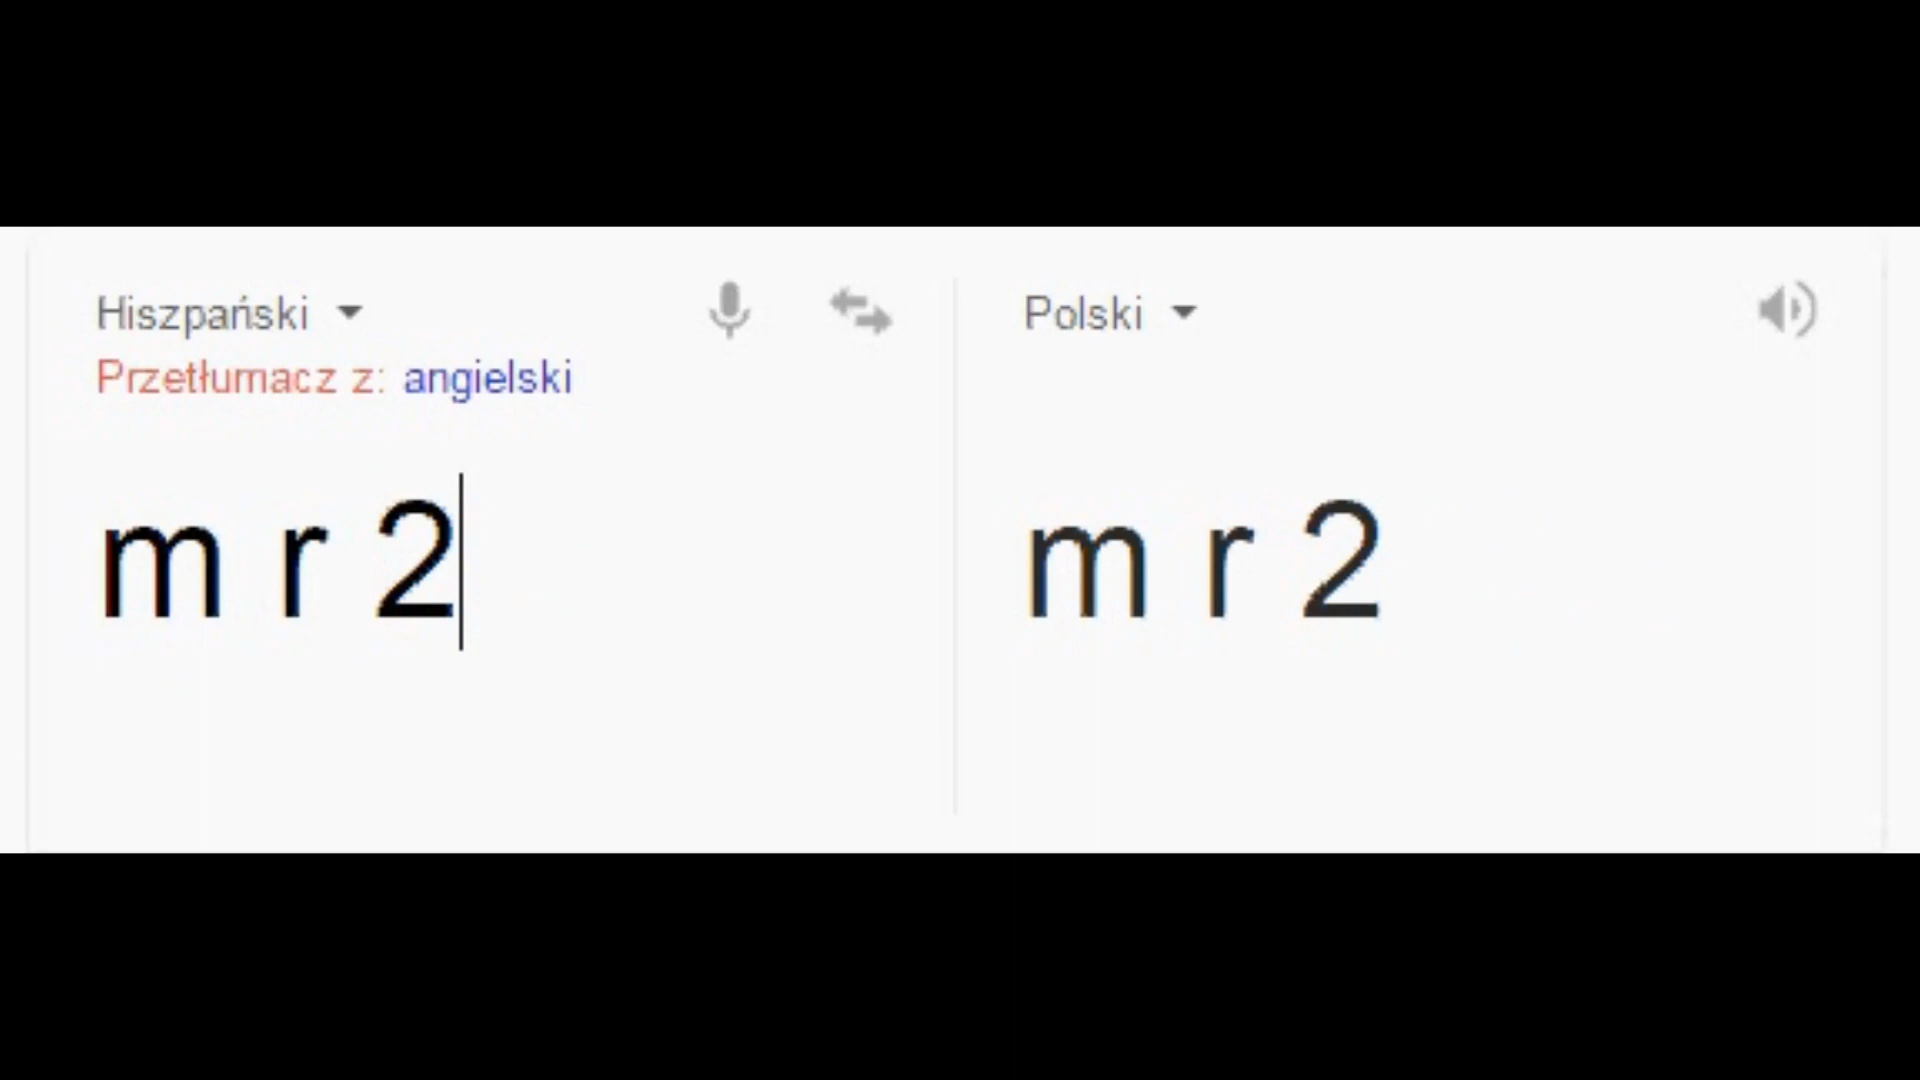 Hiszpański
Przetłumacz z: angielski
m r 2
Polski
m r 2